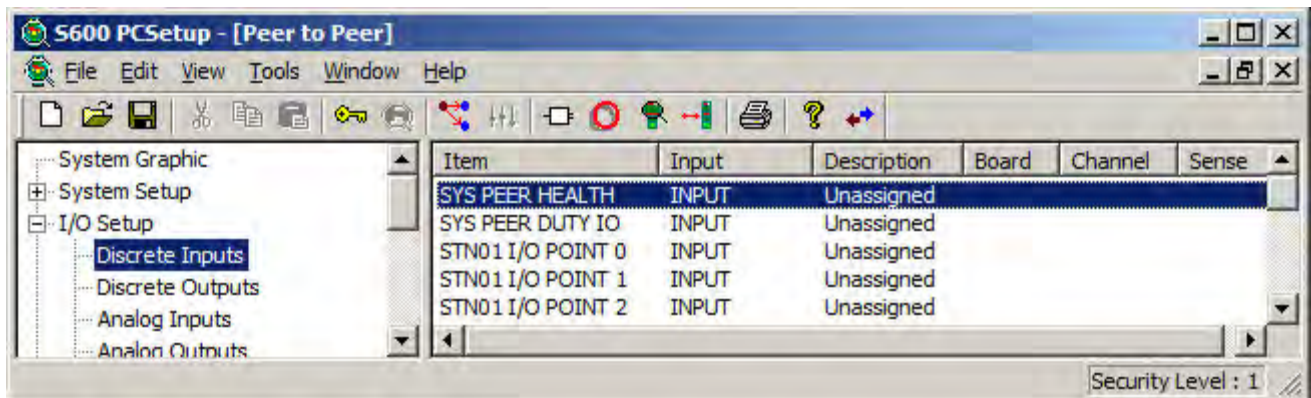 S600 PCSetup - [Peer to Peer]
File Edit View Tools Window Help
System Graphic
System Setup
I/O Setup
Discrete Inputs
Discrete Outputs
Analog Inputs
Analog Outputs
Item Input Description Board Channel Sense
SYS PEER HEALTH INPUT Unassigned
SYS PEER DUTY IO INPUT Unassigned
STN01 I/O POINT 0 INPUT Unassigned
STN01 I/O POINT 1 INPUT Unassigned
STN01 I/O POINT 2 INPUT Unassigned
Security Level : 1